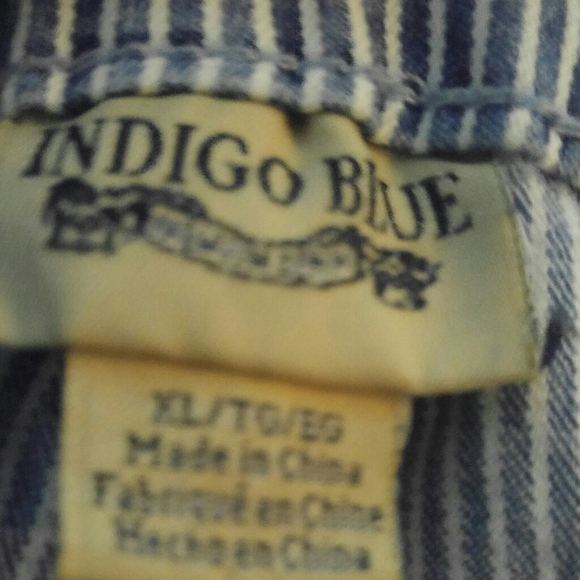 INDIGO BLUE
XL/TG/EG
Made in China
Fabriqué en Chine
Hecho en China